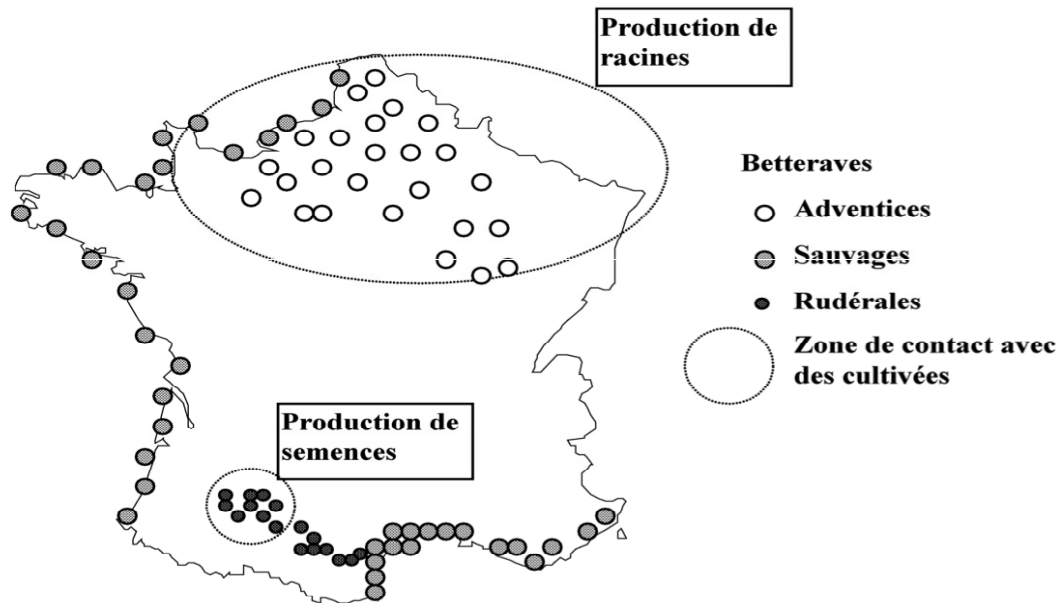 Production de
racines
Betteraves
Adventices
Sauvages
Rudérales
Zone de contact avec
des cultivées
Production de
semences